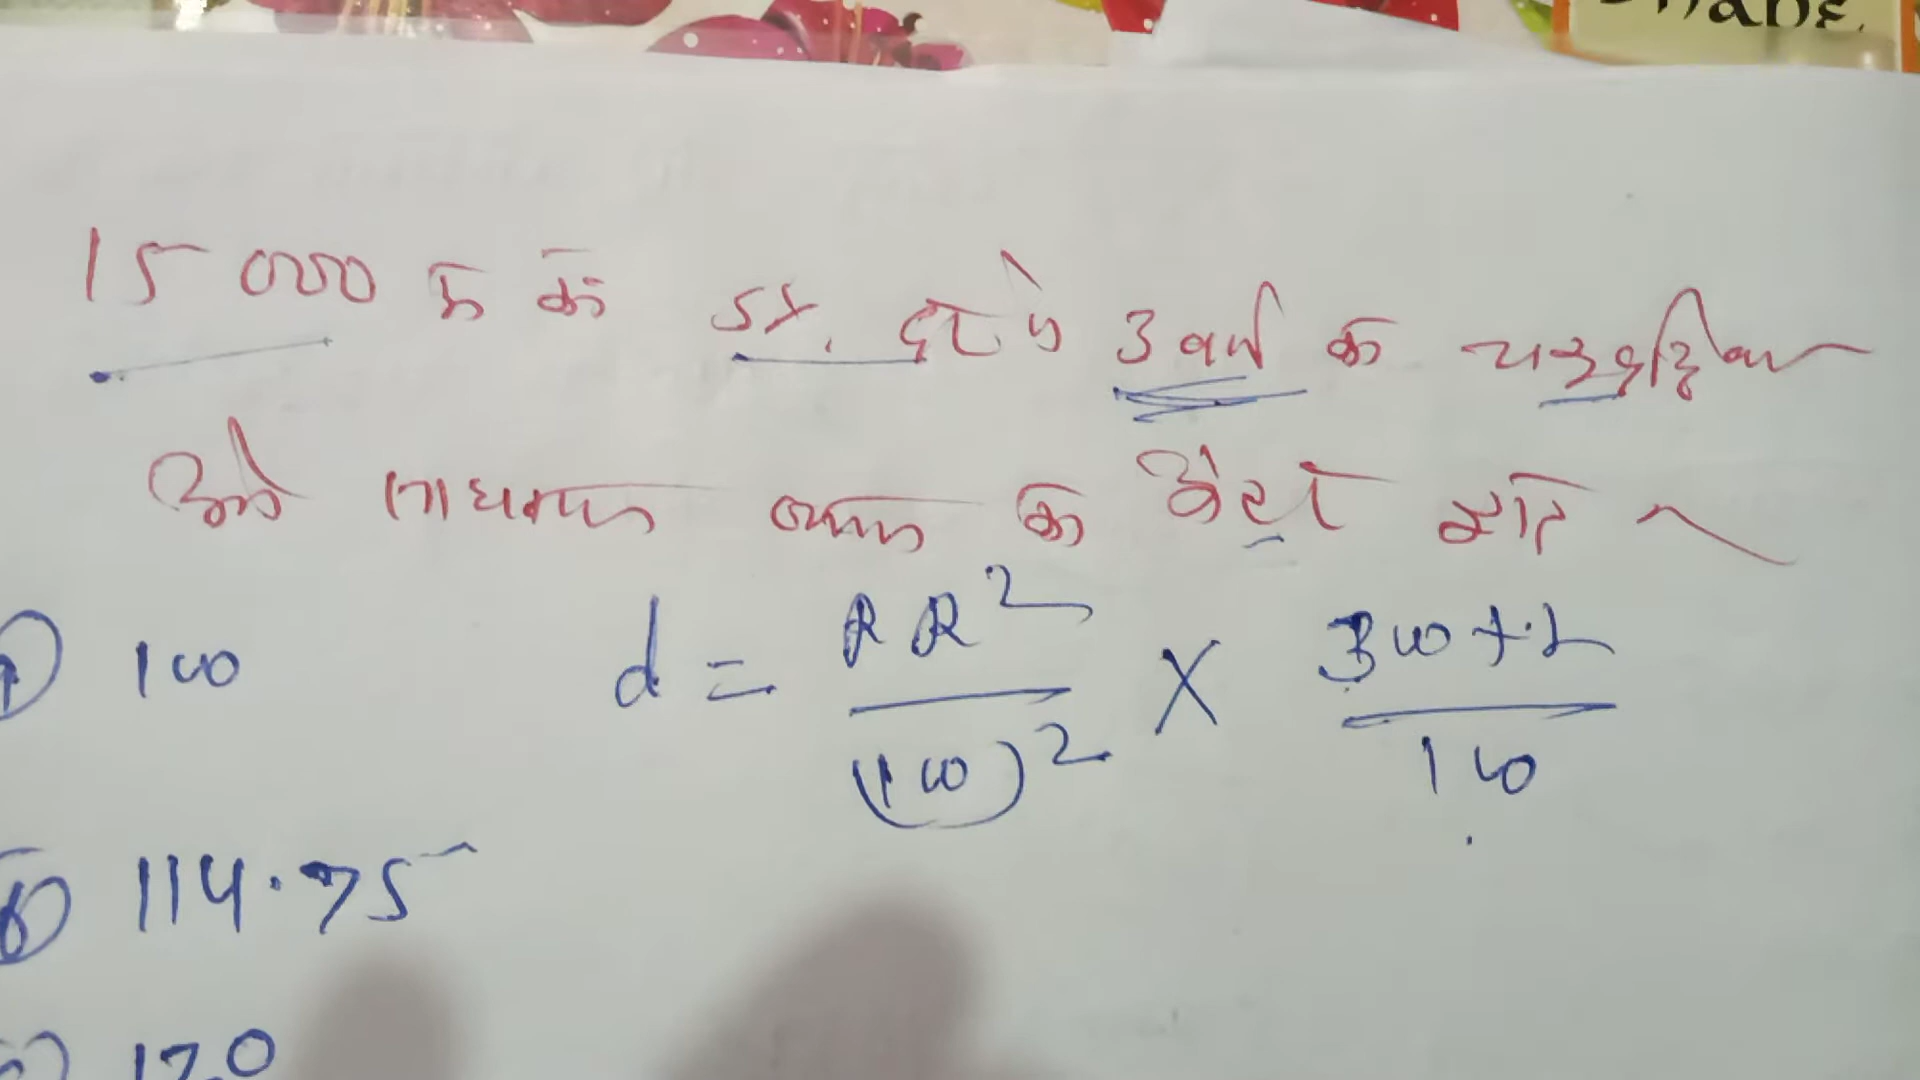 15000 रु के 5%. दर से 3 वर्ष के चक्रवृद्धि
और साधारण ब्याज के अंतर
① 100
d = PR² / (100)² × 300+r / 100
114.75
120